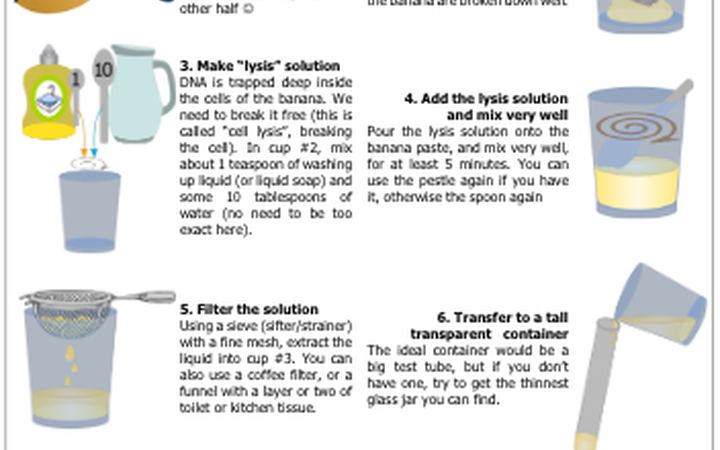 other half ☺
the banana are broken down well.
3. Make “lysis” solution
DNA is trapped deep inside
the cells of the banana. We
need to break it free (this is
called “cell lysis”, breaking
the cell). In cup #2, mix
about 1 teaspoon of washing
up liquid (or liquid soap) and
some 10 tablespoons of
water (no need to be too
exact here).
1
10
4. Add the lysis solution
and mix very well
Pour the lysis solution onto the
banana paste, and mix very well,
for at least 5 minutes. You can
use the pestle again if you have
it, otherwise the spoon again
5. Filter the solution
Using a sieve (sifter/strainer)
with a fine mesh, extract the
liquid into cup #3. You can
also use a coffee filter, or a
funnel with a layer or two of
toilet or kitchen tissue.
6. Transfer to a tall
transparent container
The ideal container would be a
big test tube, but if you don’t
have one, try to get the thinnest
glass jar you can find.